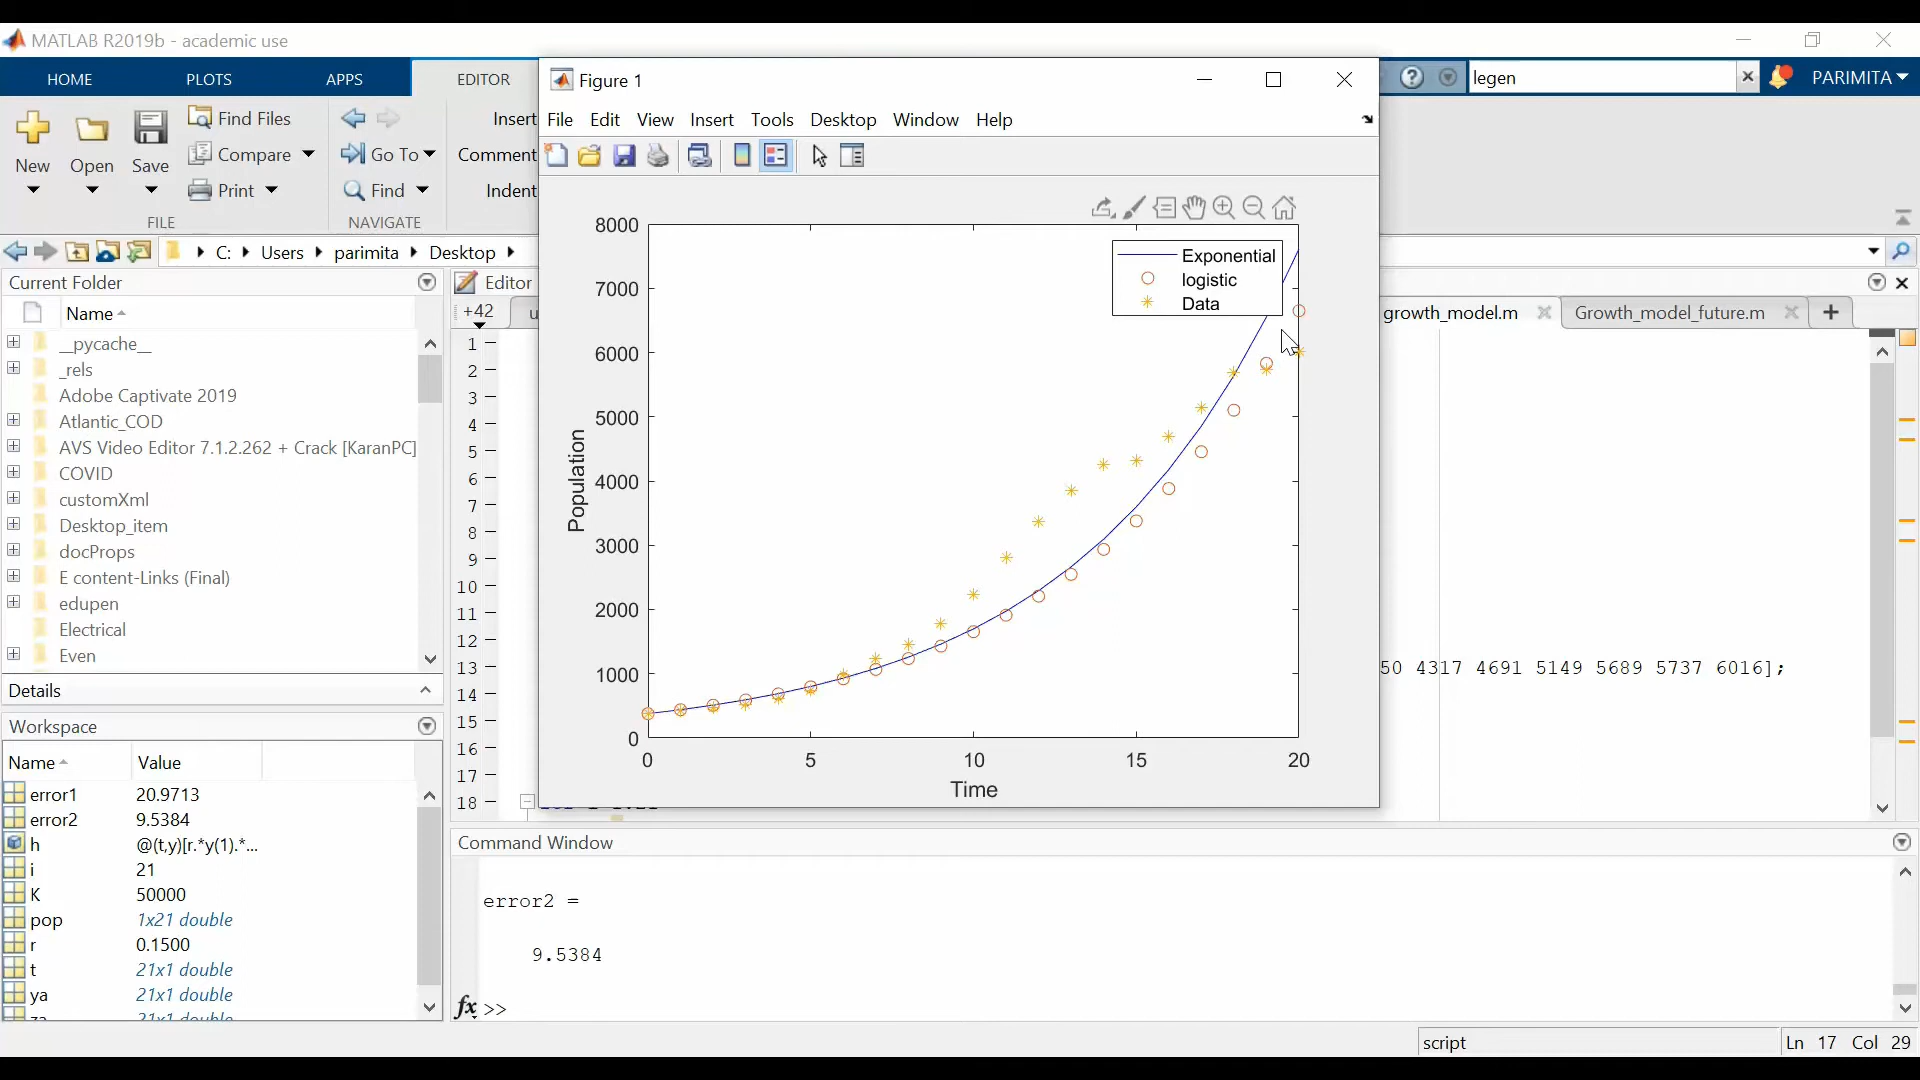 MATLAB R2019b - academic use
HOME PLOTS APPS EDITOR
legen
PARIMITA
New
Open
Save
Find Files
Compare
Print
FILE
Go To
Find
NAVIGATE
Insert
Comment
Indent
C: Users parimita Desktop
Current Folder
Name
__pycache__
_rels
Adobe Captivate 2019
Atlantic_COD
AVS Video Editor 7.1.2.262 + Crack [KaranPC]
COVID
customXml
Desktop_item
docProps
E content-Links (Final)
edupen
Electrical
Even
Details
Workspace
Name Value
error1 20.9713
error2 9.5384
h @(t,y)[r.*y(1).*...
i 21
K 50000
pop 1x21 double
r 0.1500
t 21x1 double
ya 21x1 double
za 21x1 double
Editor
+42
growth_model.m
Growth_model_future.m
1
2
3
4
5
6
7
8
9
10
11
12
13
14
15
16
17
18
50 4317 4691 5149 5689 5737 6016];
Figure 1
File Edit View Insert Tools Desktop Window Help
8000
7000
6000
5000
4000
3000
2000
1000
0
Population
0 5 10 15 20
Time
Exponential
logistic
Data
Command Window
error2 =
9.5384
fx >>
script
Ln 17 Col 29